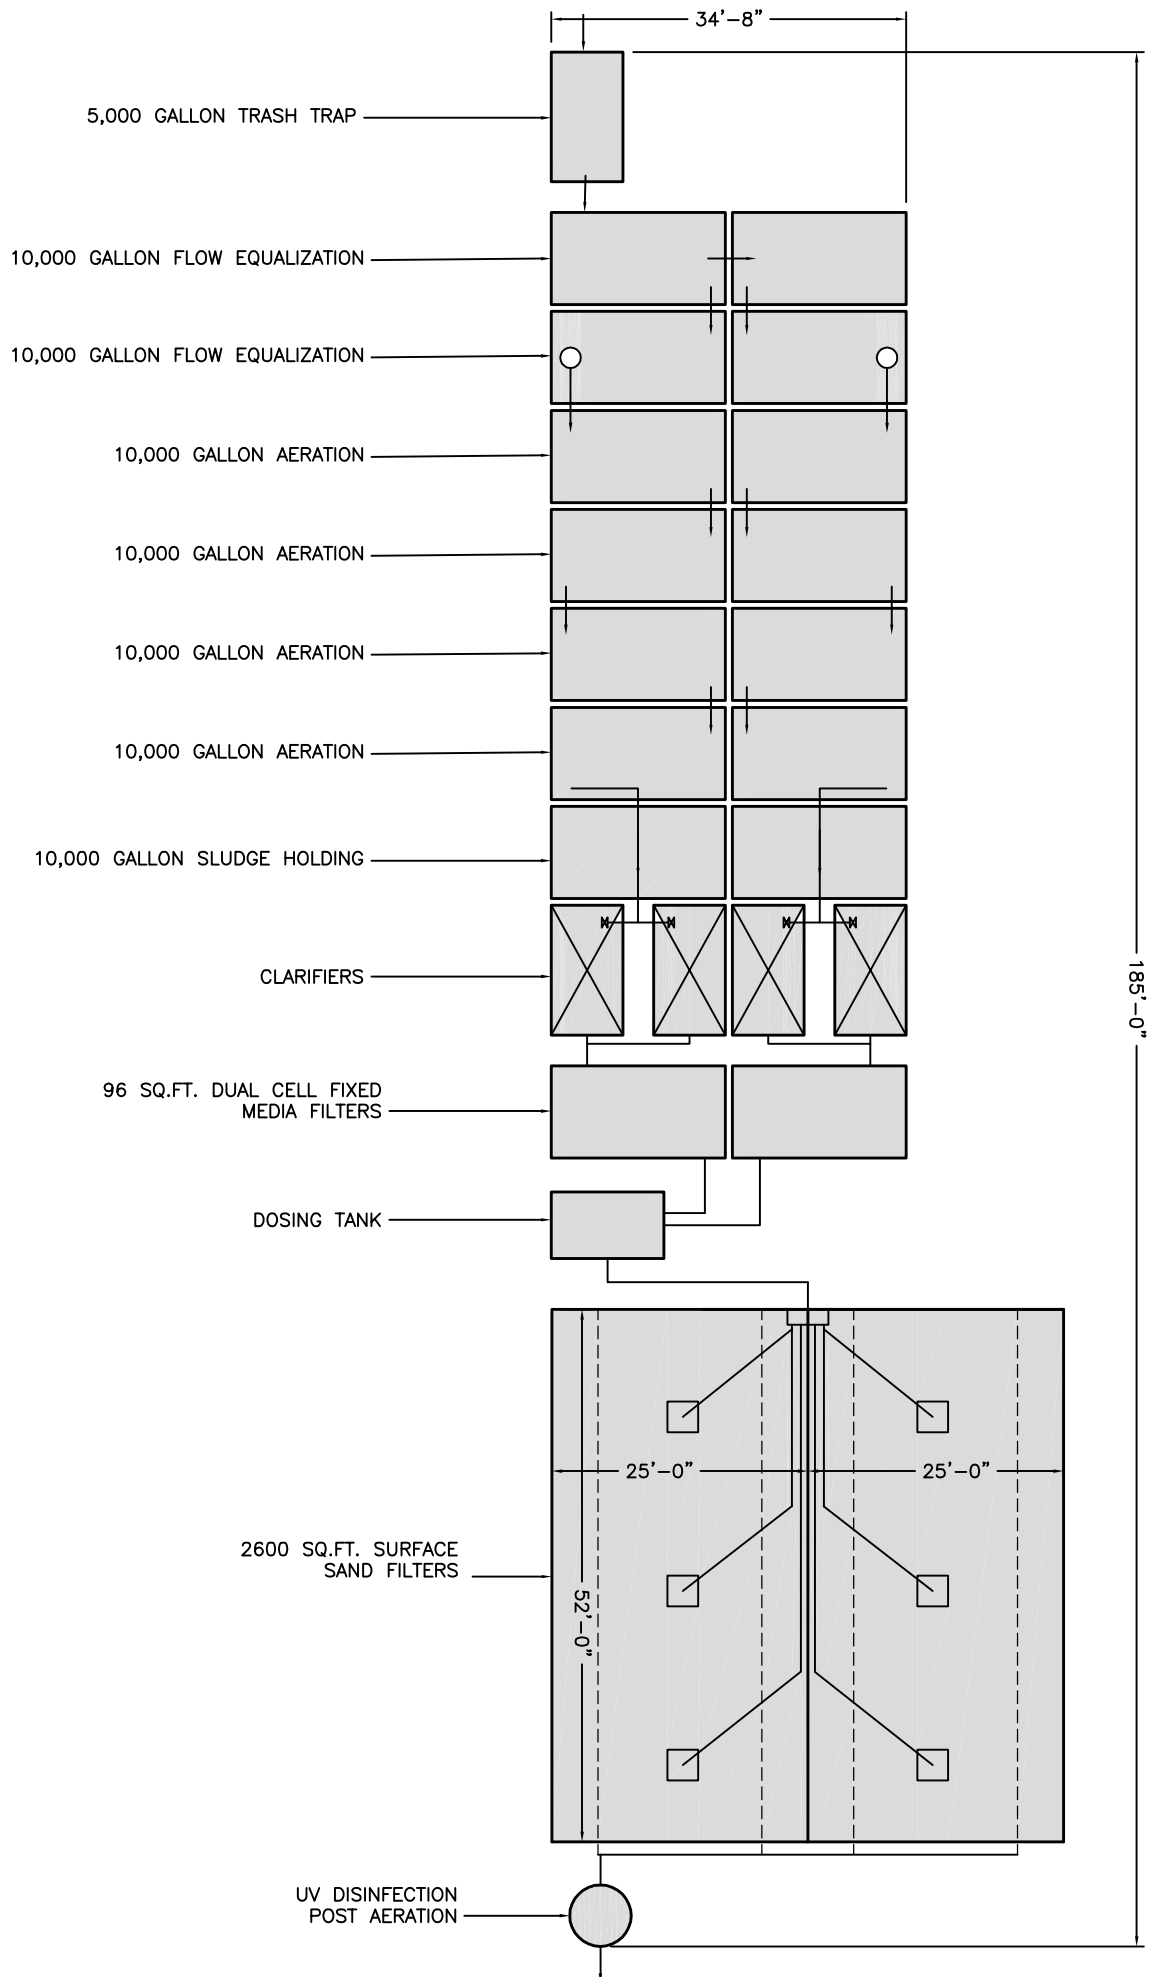 34'-8"
5,000 GALLON TRASH TRAP
10,000 GALLON FLOW EQUALIZATION
10,000 GALLON FLOW EQUALIZATION
10,000 GALLON AERATION
10,000 GALLON AERATION
10,000 GALLON AERATION
10,000 GALLON AERATION
10,000 GALLON SLUDGE HOLDING
CLARIFIERS
185'-0"
96 SQ.FT. DUAL CELL FIXED
MEDIA FILTERS
DOSING TANK
25'-0"
25'-0"
2600 SQ.FT. SURFACE
SAND FILTERS
52'-0"
UV DISINFECTION
POST AERATION